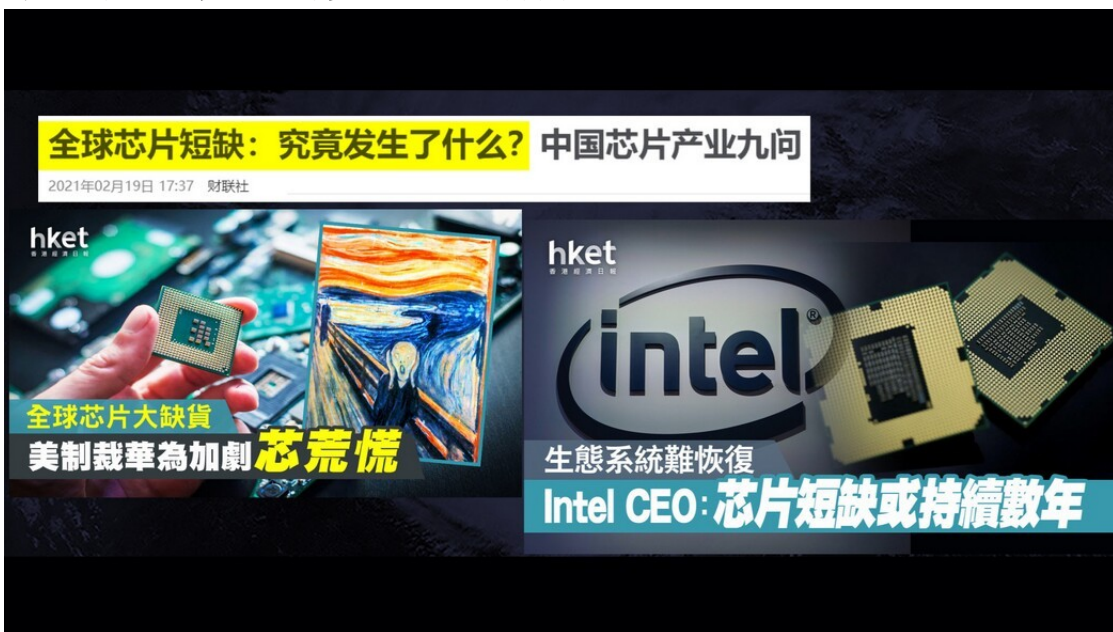 全球芯片短缺：究竟发生了什么？ 中国芯片产业九问
2021年02月19日 17:37 财联社
hket
香港經濟日報
全球芯片大缺貨
美制裁華為加劇芯荒慌
hket
香港經濟日報
intel®
生態系統難恢復
Intel CEO：芯片短缺或持續數年